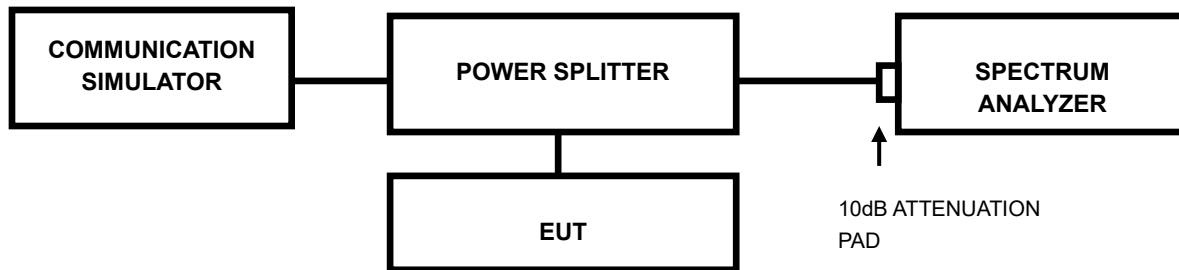 COMMUNICATION
SIMULATOR
POWER SPLITTER
SPECTRUM
ANALYZER
EUT
10dB ATTENUATION
PAD